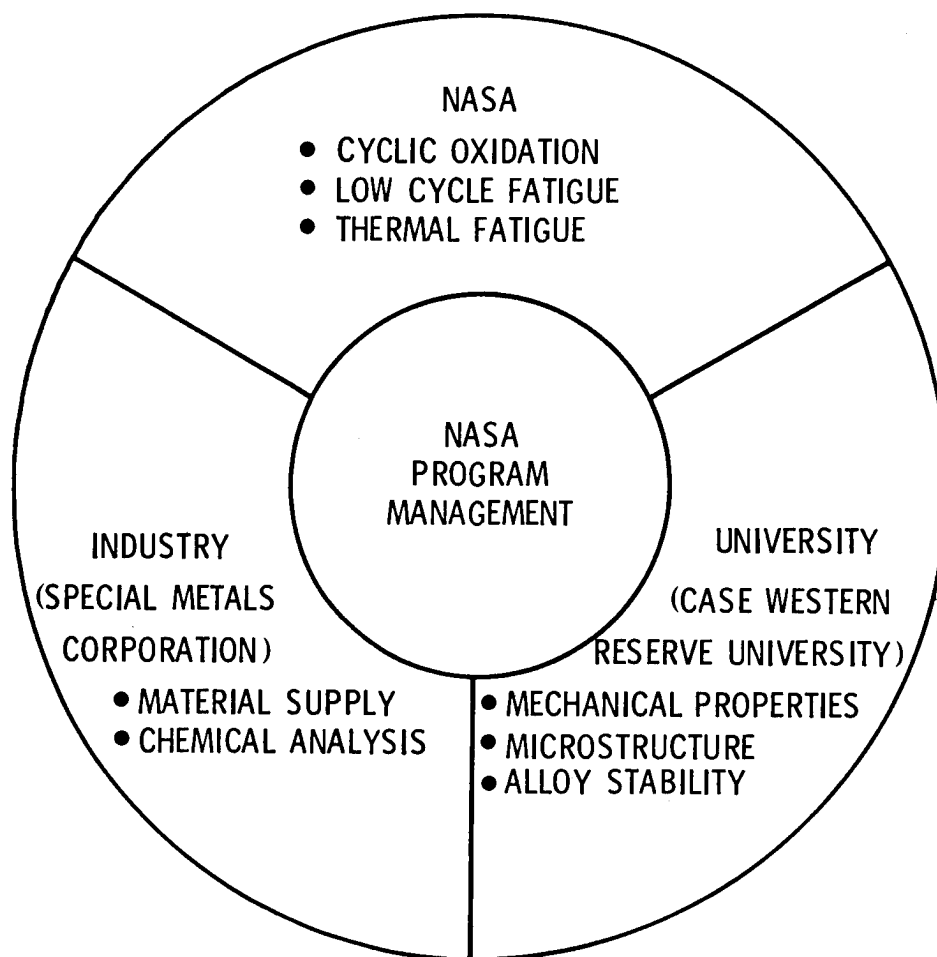 NASA
• CYCLIC OXIDATION
• LOW CYCLE FATIGUE
• THERMAL FATIGUE
NASA
PROGRAM
MANAGEMENT
INDUSTRY
(SPECIAL METALS
CORPORATION)
• MATERIAL SUPPLY
• CHEMICAL ANALYSIS
UNIVERSITY
(CASE WESTERN
RESERVE UNIVERSITY)
• MECHANICAL PROPERTIES
• MICROSTRUCTURE
• ALLOY STABILITY